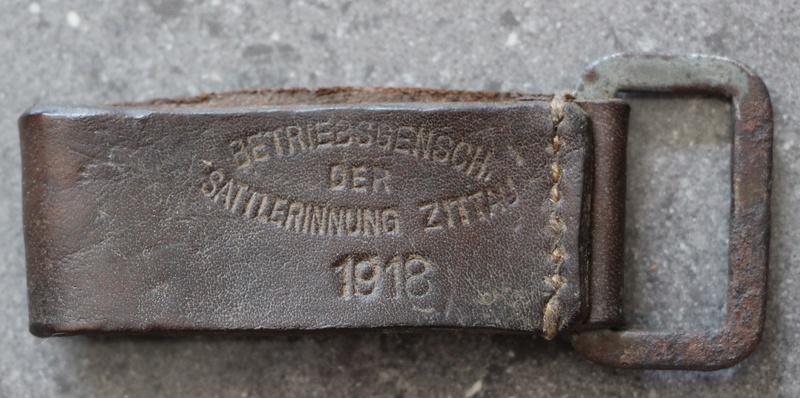 BETRIEBSGENSCH.
DER
SATTLERINNUNG ZITTAU
1918